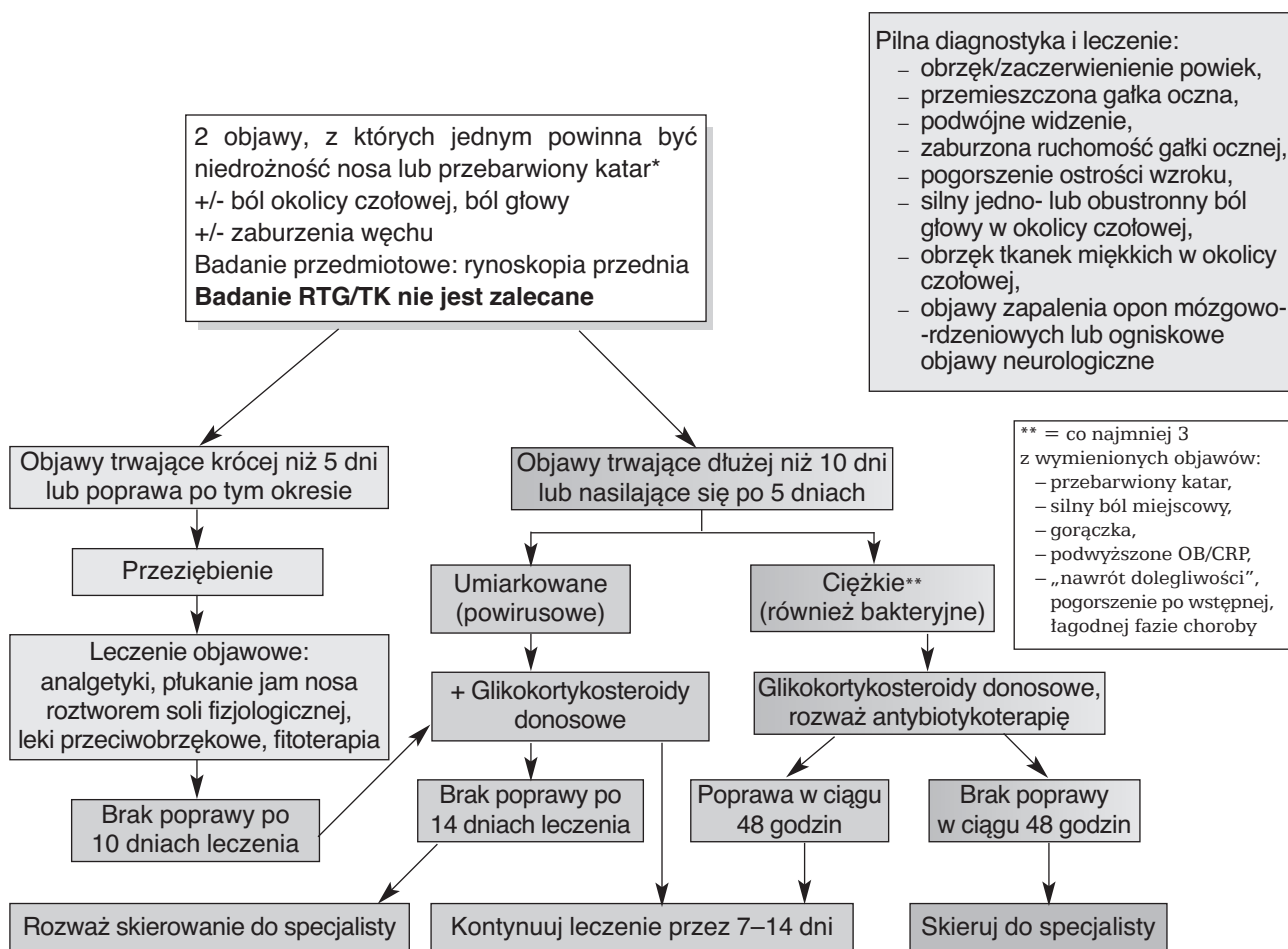 Pilna diagnostyka i leczenie:
– obrzęk/zaczerwienienie powiek,
– przemieszczona gałka oczna,
– podwójne widzenie,
– zaburzona ruchomość gałki ocznej,
– pogorszenie ostrości wzroku,
– silny jedno- lub obustronny ból
głowy w okolicy czołowej,
– obrzęk tkanek miękkich w okolicy
czołowej,
– objawy zapalenia opon mózgowo-
-rdzeniowych lub ogniskowe
objawy neurologiczne
2 objawy, z których jednym powinna być
niedrożność nosa lub przebarwiony katar*
+/- ból okolicy czołowej, ból głowy
+/- zaburzenia węchu
Badanie przedmiotowe: rynoskopia przednia
Badanie RTG/TK nie jest zalecane
Objawy trwające krócej niż 5 dni
lub poprawa po tym okresie
Objawy trwające dłużej niż 10 dni
lub nasilające się po 5 dniach
** = co najmniej 3
z wymienionych objawów:
– przebarwiony katar,
– silny ból miejscowy,
– gorączka,
– podwyższone OB/CRP,
– „nawrót dolegliwości”,
pogorszenie po wstępnej,
łagodnej fazie choroby
Przeziębienie
Umiarkowane
(powirusowe)
Ciężkie**
(również bakteryjne)
Leczenie objawowe:
analgetyki, płukanie jam nosa
roztworem soli fizjologicznej,
leki przeciwobrzękowe, fitoterapia
+ Glikokortykosteroidy
donosowe
Glikokortykosteroidy donosowe,
rozważ antybiotykoterapię
Brak poprawy po
10 dniach leczenia
Brak poprawy po
14 dniach leczenia
Poprawa w ciągu
48 godzin
Brak poprawy
w ciągu 48 godzin
Rozważ skierowanie do specjalisty
Kontynuuj leczenie przez 7–14 dni
Skieruj do specjalisty